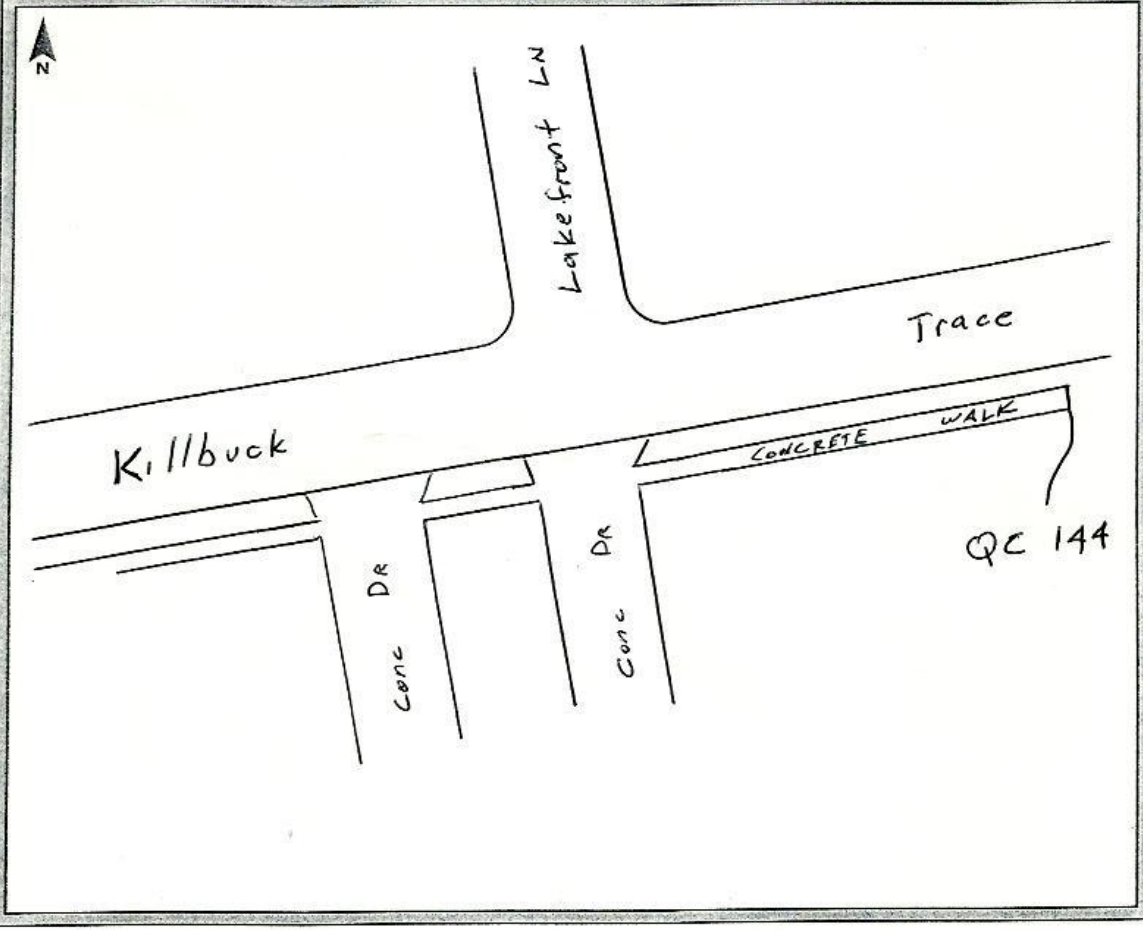 N
Lakefront LN
Trace
Killbuck
CONCRETE WALK
QC 144
Conc DR
Conc DR